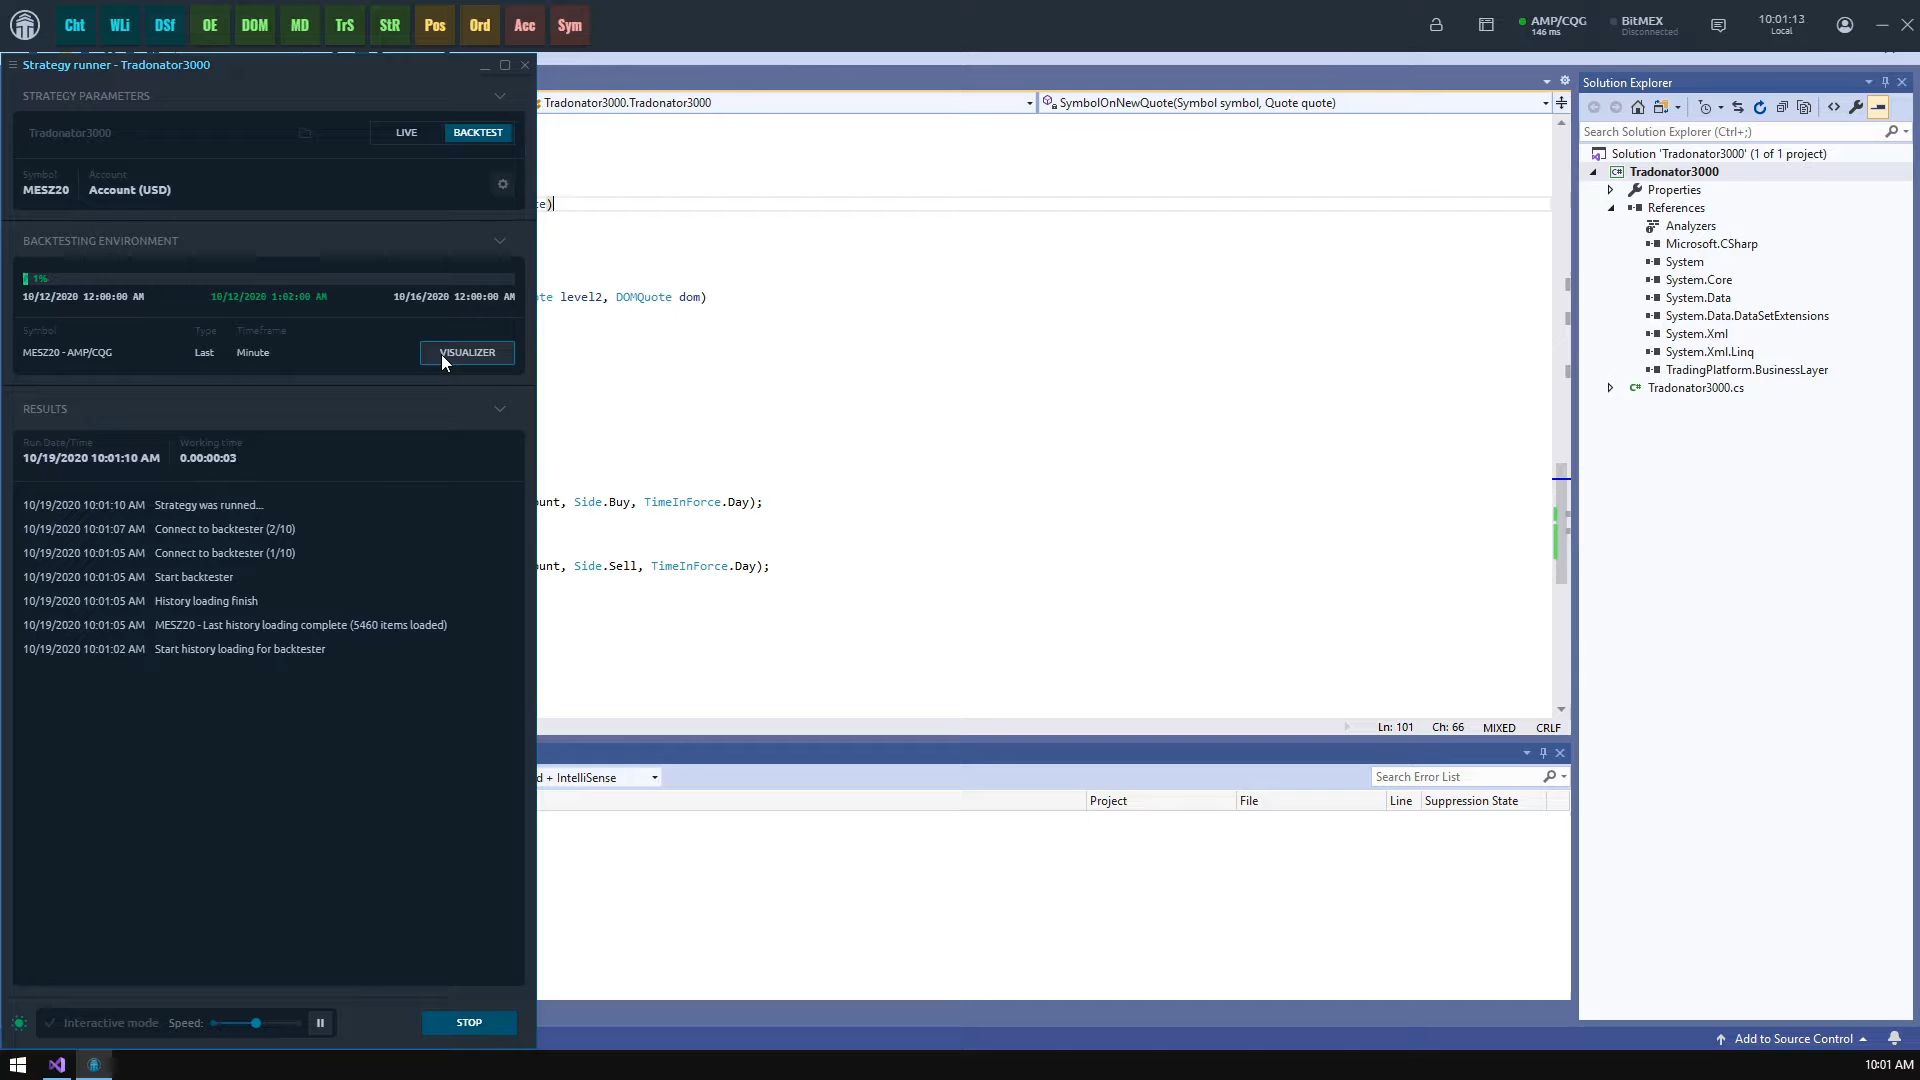 Cht WLi DSf OE DOM MD TrS StR Pos Ord Acc Sym
AMP/CQG
146 ms
BitMEX
Disconnected
10:01:13
Local
Strategy runner - Tradonator3000
STRATEGY PARAMETERS
Tradonator3000
LIVE BACKTEST
Symbol Account
MESZ20 Account (USD)
BACKTESTING ENVIRONMENT
1%
10/12/2020 12:00:00 AM 10/12/2020 1:02:00 AM 10/16/2020 12:00:00 AM
Symbol Type Timeframe
MESZ20 - AMP/CQG Last Minute VISUALIZER
RESULTS
Run Date/Time Working time
10/19/2020 10:01:10 AM 0.00:00:03
10/19/2020 10:01:10 AM Strategy was runned...
10/19/2020 10:01:07 AM Connect to backtester (2/10)
10/19/2020 10:01:05 AM Connect to backtester (1/10)
10/19/2020 10:01:05 AM Start backtester
10/19/2020 10:01:05 AM History loading finish
10/19/2020 10:01:05 AM MESZ20 - Last history loading complete (5460 items loaded)
10/19/2020 10:01:02 AM Start history loading for backtester
Interactive mode Speed: STOP
Tradonator3000.Tradonator3000 SymbolOnNewQuote(Symbol symbol, Quote quote)
te)
te level2, DOMQuote dom)
unt, Side.Buy, TimeInForce.Day);
unt, Side.Sell, TimeInForce.Day);
Ln: 101 Ch: 66 MIXED CRLF
d + IntelliSense Search Error List
Project File Line Suppression State
Solution Explorer
Search Solution Explorer (Ctrl+;)
Solution 'Tradonator3000' (1 of 1 project)
C# Tradonator3000
Properties
References
Analyzers
Microsoft.CSharp
System
System.Core
System.Data
System.Data.DataSetExtensions
System.Xml
System.Xml.Linq
TradingPlatform.BusinessLayer
C# Tradonator3000.cs
Add to Source Control
10:01 AM